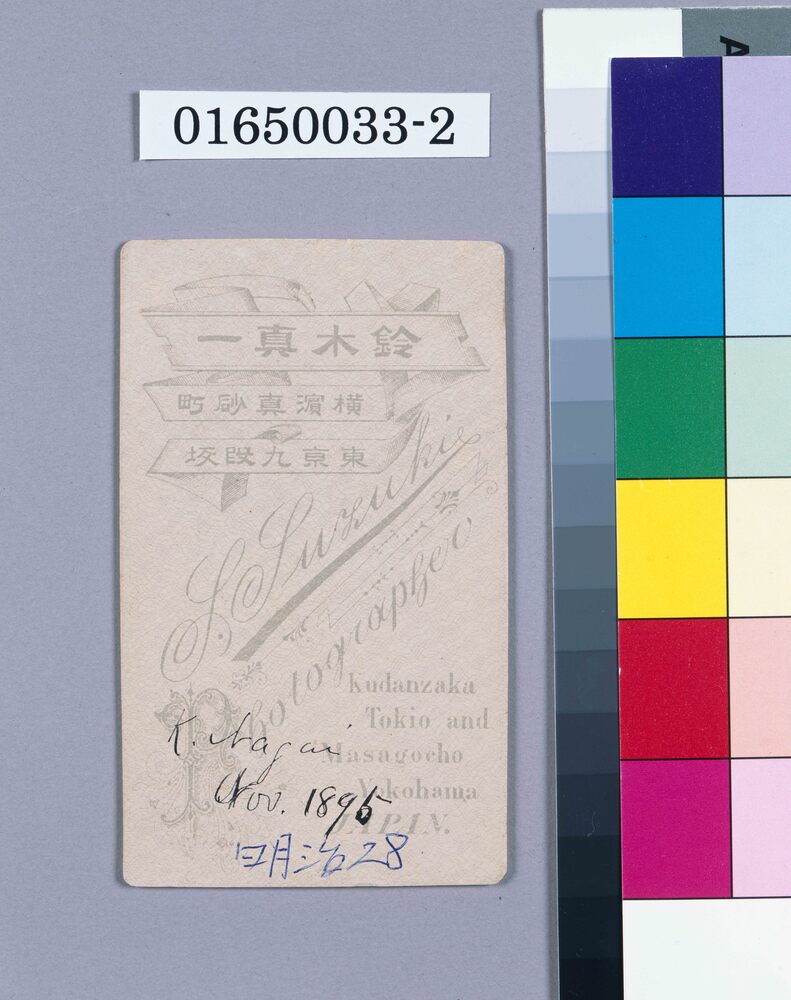 01650033-2
A
鈴木真一
横濱真砂町
東京九段坂
S. Suzuki
Photographer
Kudanzaka
Tokio and
Masagocho
Yokohama
JAPAN.
K. Nagai
Nov. 1895
明治28